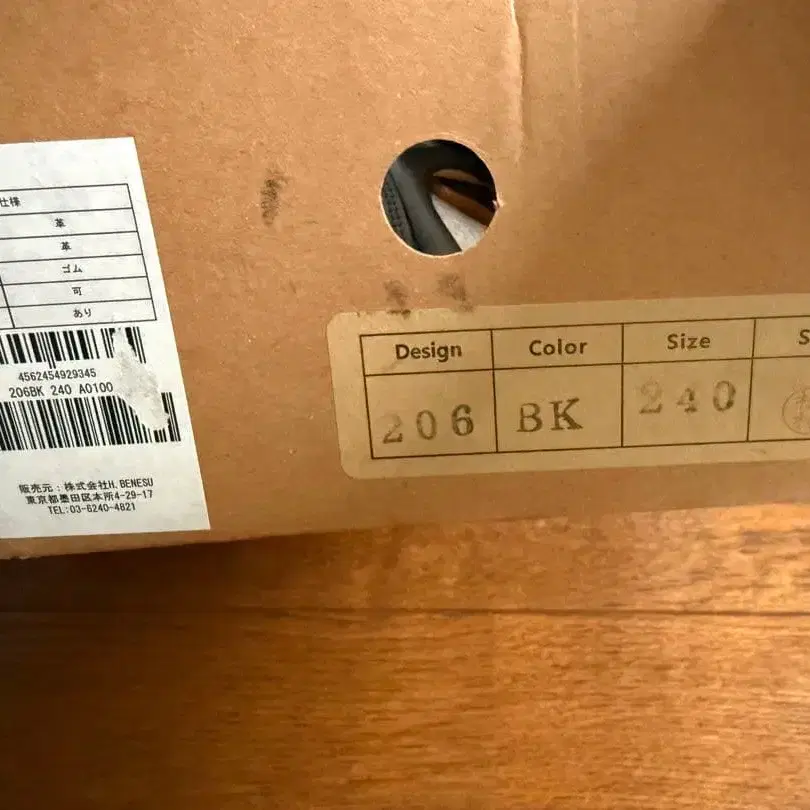 仕様
革
革
ゴム
可
あり
4562454929345
206BK 240 A0100
販売元:株式会社H.BENESU
東京都墨田区本所4-29-17
TEL:03-6240-4821
Design Color Size S
206 BK 240